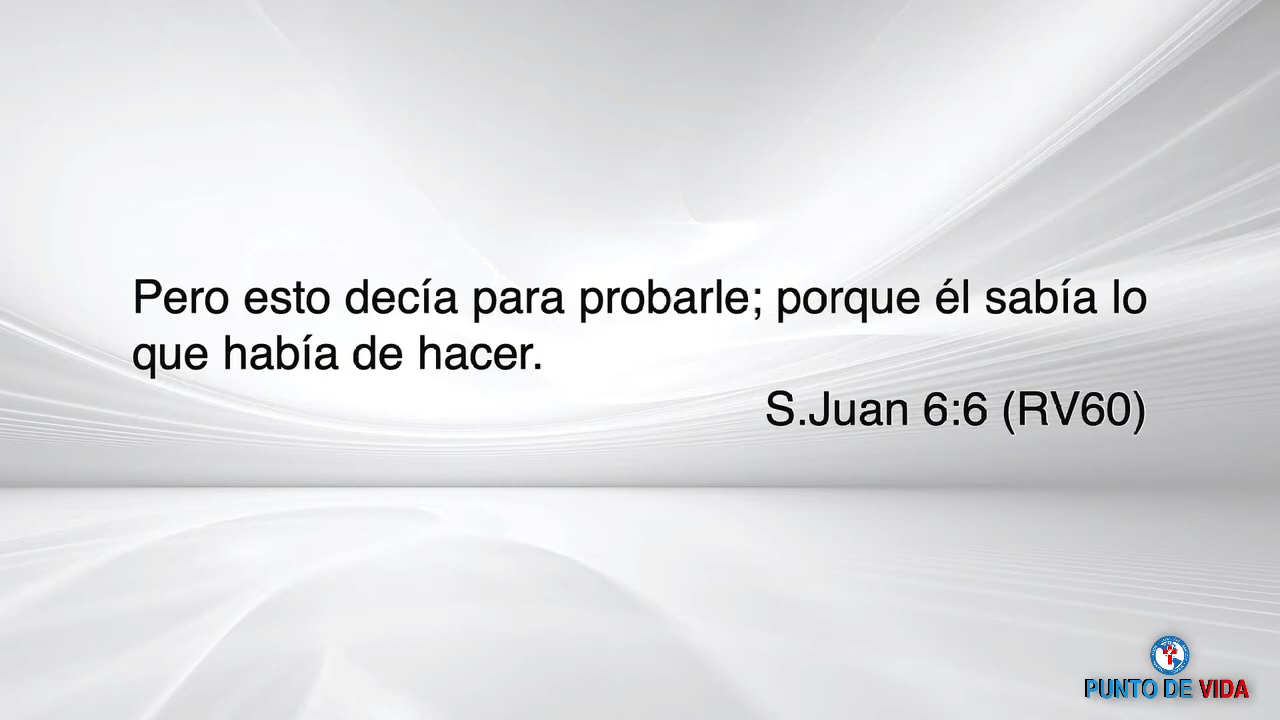 Pero esto decía para probarle; porque él sabía lo
que había de hacer.
S.Juan 6:6 (RV60)
PUNTO DE VIDA